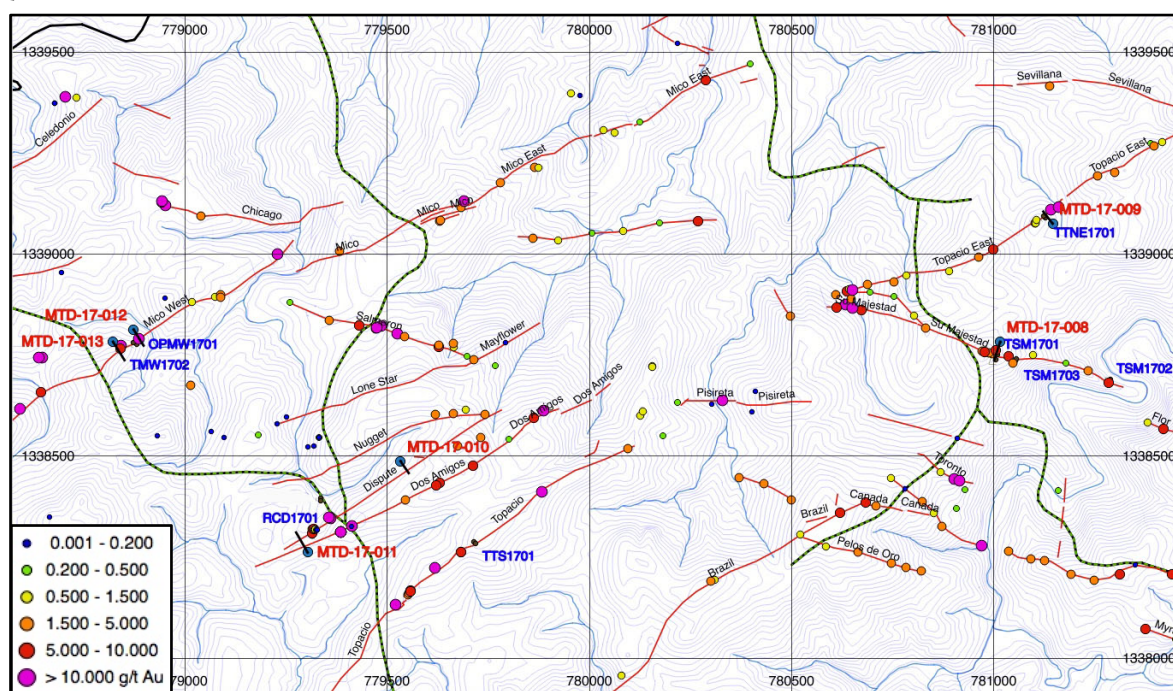 779000
779500
780000
780500
781000
1339500
1339000
1338500
Mico East
Sevillana
Sevillana
Celedonio
Topacio East
Mico East
Chicago
Mico
Mico
Mico
MTD-17-009
TTNE1701
Topacio East
Mico West
MTD-17-012
MTD-17-013
OPMW1701
TMW1702
Salmeron
Mayflower
Su Majestad
Su Majestad
MTD-17-008
TSM1701
TSM1703
TSM1702
Lone Star
Dos Amigos
Dos Amigos
Pisireta
Pisireta
Flor
Nugget
MTD-17-010
Dispute
Dos Amigos
Toronto
Topacio
Brazil
Canada
Canada
RCD1701
MTD-17-011
TTS1701
Pelos de Oro
Brazil
Topacio
1338000
0.001 - 0.200
0.200 - 0.500
0.500 - 1.500
1.500 - 5.000
5.000 - 10.000
> 10.000 g/t Au
779000
779500
780000
780500
781000